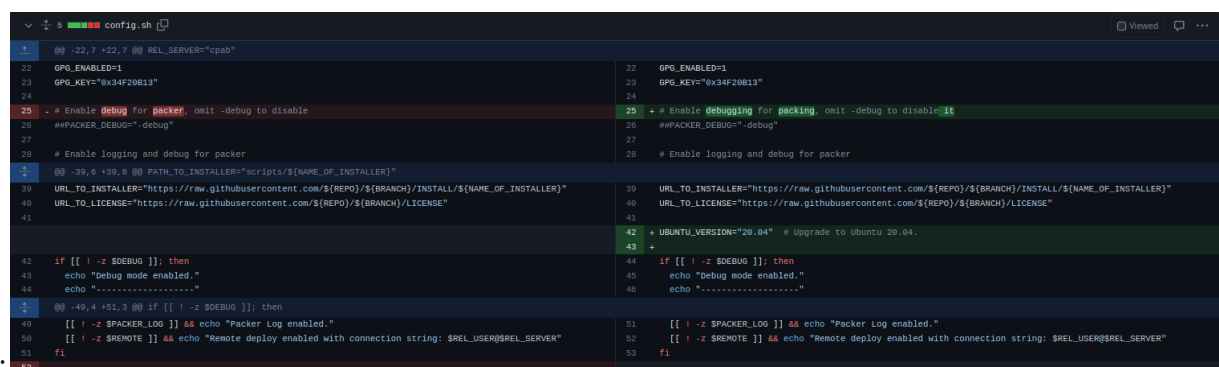 5 config.sh Viewed
@@ -22,7 +22,7 @@ REL_SERVER="cpab"
22 GPG_ENABLED=1
23 GPG_KEY="0x34F20B13"
24
25 - # Enable debug for packer, omit -debug to disable
26 ##PACKER_DEBUG="-debug"
27
28 # Enable logging and debug for packer
22 GPG_ENABLED=1
23 GPG_KEY="0x34F20B13"
24
25 + # Enable debugging for packing, omit -debug to disable it
26 ##PACKER_DEBUG="-debug"
27
28 # Enable logging and debug for packer
@@ -39,6 +39,8 @@ PATH_TO_INSTALLER="scripts/${NAME_OF_INSTALLER}"
39 URL_TO_INSTALLER="https://raw.githubusercontent.com/${REPO}/${BRANCH}/INSTALL/${NAME_OF_INSTALLER}"
40 URL_TO_LICENSE="https://raw.githubusercontent.com/${REPO}/${BRANCH}/LICENSE"
41
42 if [[ ! -z $DEBUG ]]; then
43 echo "Debug mode enabled."
44 echo "-------------------"
39 URL_TO_INSTALLER="https://raw.githubusercontent.com/${REPO}/${BRANCH}/INSTALL/${NAME_OF_INSTALLER}"
40 URL_TO_LICENSE="https://raw.githubusercontent.com/${REPO}/${BRANCH}/LICENSE"
41
42 + UBUNTU_VERSION="20.04" # Upgrade to Ubuntu 20.04.
43 +
44 if [[ ! -z $DEBUG ]]; then
45 echo "Debug mode enabled."
46 echo "-------------------"
@@ -49,4 +51,3 @@ if [[ ! -z $DEBUG ]]; then
49 [[ ! -z $PACKER_LOG ]] && echo "Packer Log enabled."
50 [[ ! -z $REMOTE ]] && echo "Remote deploy enabled with connection string: $REL_USER@$REL_SERVER"
51 fi
52
51 [[ ! -z $PACKER_LOG ]] && echo "Packer Log enabled."
52 [[ ! -z $REMOTE ]] && echo "Remote deploy enabled with connection string: $REL_USER@$REL_SERVER"
53 fi